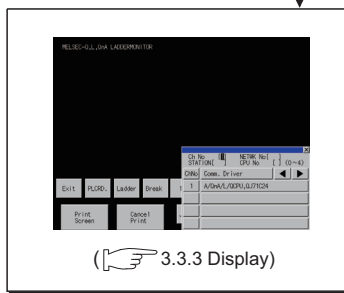 MELSEC-Q,L,QnA LADDERMONITOR
Ch No [ ] NETWK No[ ]
STATION[ ] CPU No [ ] (0~4)
ChNo Comm. Driver
1 A/QnA/L/QCPU,QJ71C24
Exit PLCRD. Ladder Break
Print Screen Cancel Print
( 3.3.3 Display)